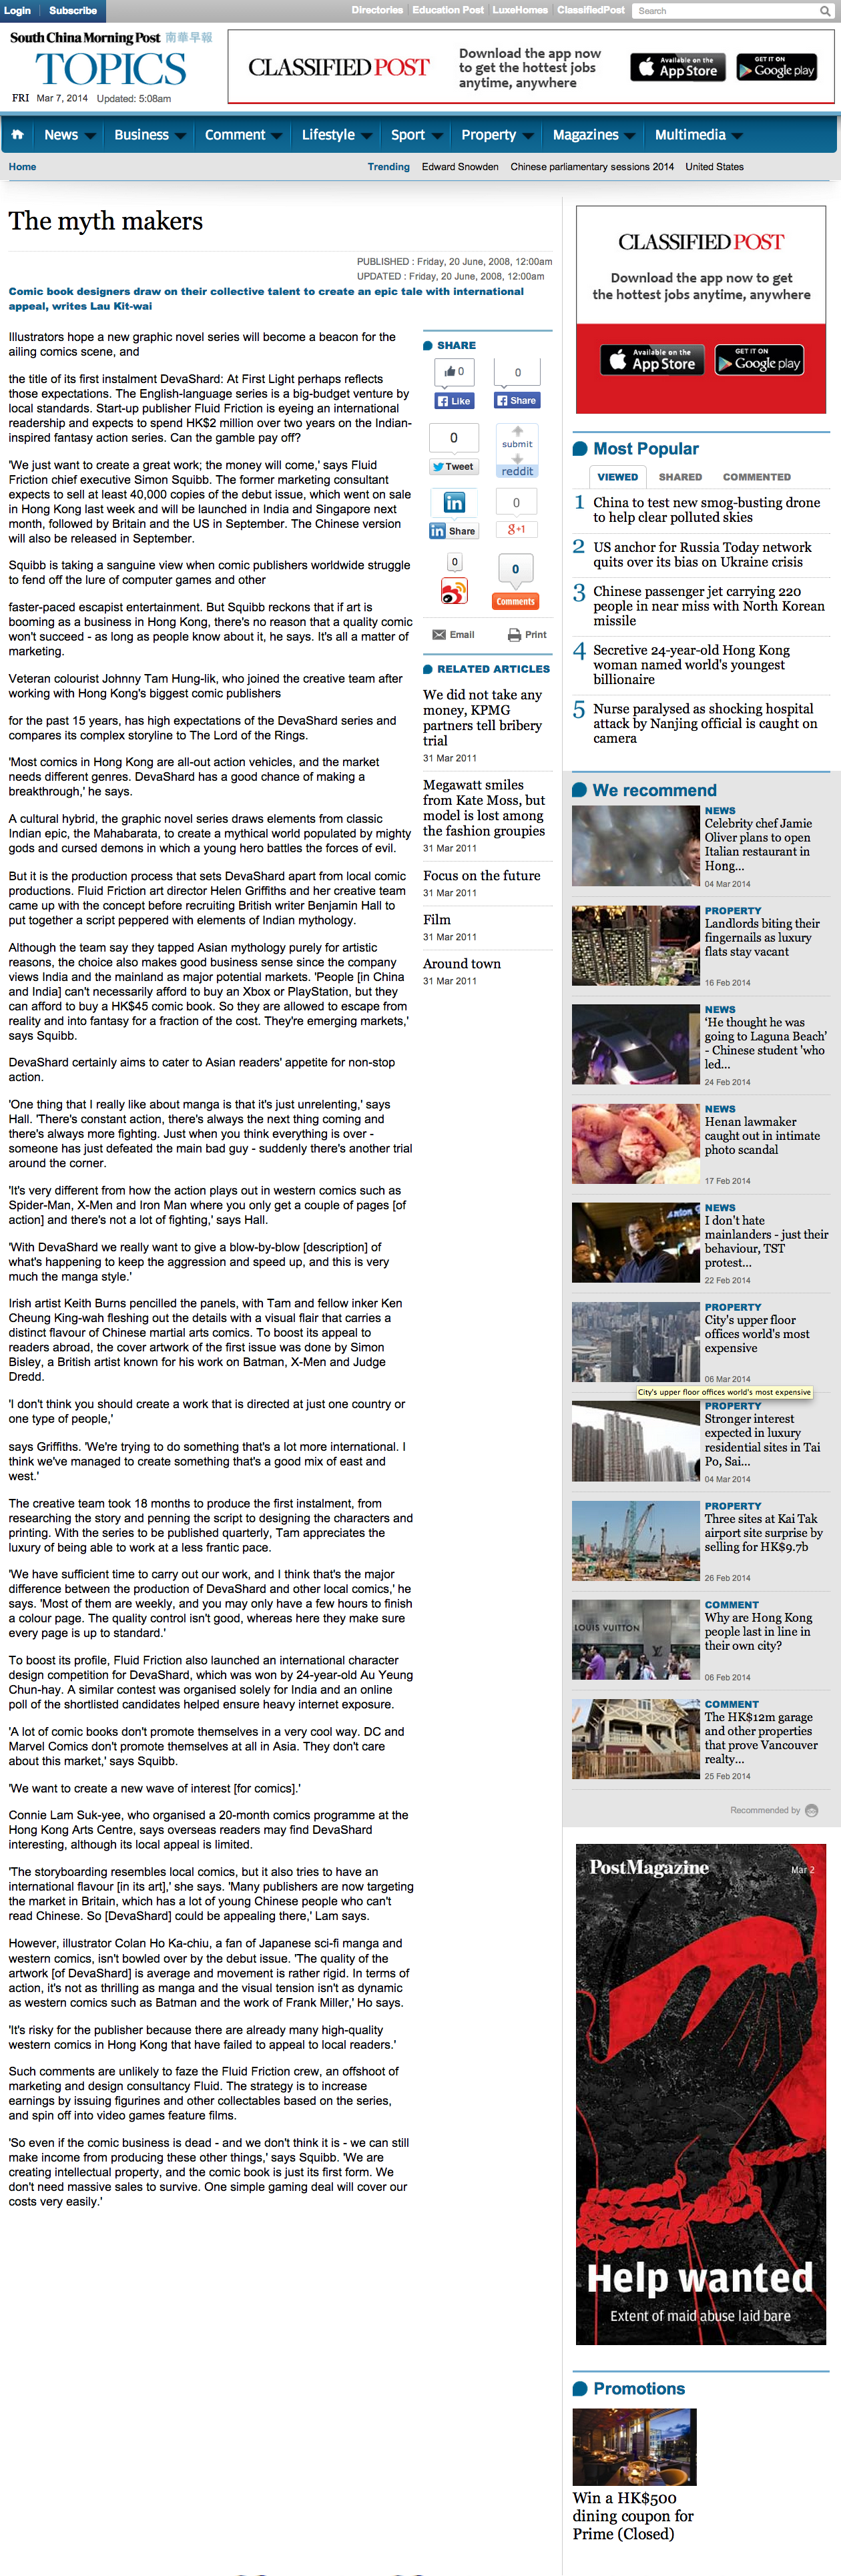 Login
Subscribe
Directories
Education Post
LuxeHomes
ClassifiedPost
Search
South China Morning Post 南華早報
TOPICS
FRI Mar 7, 2014 Updated: 5:08am
CLASSIFIED POST
Download the app now
to get the hottest jobs
anytime, anywhere
Available on the
App Store
GET IT ON
Google play
News
Business
Comment
Lifestyle
Sport
Property
Magazines
Multimedia
Home
Trending
Edward Snowden
Chinese parliamentary sessions 2014
United States
The myth makers
PUBLISHED : Friday, 20 June, 2008, 12:00am
UPDATED : Friday, 20 June, 2008, 12:00am
Comic book designers draw on their collective talent to create an epic tale with international
appeal, writes Lau Kit-wai
Illustrators hope a new graphic novel series will become a beacon for the
ailing comics scene, and
the title of its first instalment DevaShard: At First Light perhaps reflects
those expectations. The English-language series is a big-budget venture by
local standards. Start-up publisher Fluid Friction is eyeing an international
readership and expects to spend HK$2 million over two years on the Indian-
inspired fantasy action series. Can the gamble pay off?
'We just want to create a great work; the money will come,' says Fluid
Friction chief executive Simon Squibb. The former marketing consultant
expects to sell at least 40,000 copies of the debut issue, which went on sale
in Hong Kong last week and will be launched in India and Singapore next
month, followed by Britain and the US in September. The Chinese version
will also be released in September.
Squibb is taking a sanguine view when comic publishers worldwide struggle
to fend off the lure of computer games and other
faster-paced escapist entertainment. But Squibb reckons that if art is
booming as a business in Hong Kong, there's no reason that a quality comic
won't succeed - as long as people know about it, he says. It's all a matter of
marketing.
Veteran colourist Johnny Tam Hung-lik, who joined the creative team after
working with Hong Kong's biggest comic publishers
for the past 15 years, has high expectations of the DevaShard series and
compares its complex storyline to The Lord of the Rings.
'Most comics in Hong Kong are all-out action vehicles, and the market
needs different genres. DevaShard has a good chance of making a
breakthrough,' he says.
A cultural hybrid, the graphic novel series draws elements from classic
Indian epic, the Mahabarata, to create a mythical world populated by mighty
gods and cursed demons in which a young hero battles the forces of evil.
But it is the production process that sets DevaShard apart from local comic
productions. Fluid Friction art director Helen Griffiths and her creative team
came up with the concept before recruiting British writer Benjamin Hall to
put together a script peppered with elements of Indian mythology.
Although the team say they tapped Asian mythology purely for artistic
reasons, the choice also makes good business sense since the company
views India and the mainland as major potential markets. 'People [in China
and India] can't necessarily afford to buy an Xbox or PlayStation, but they
can afford to buy a HK$45 comic book. So they are allowed to escape from
reality and into fantasy for a fraction of the cost. They're emerging markets,'
says Squibb.
DevaShard certainly aims to cater to Asian readers' appetite for non-stop
action.
'One thing that I really like about manga is that it's just unrelenting,' says
Hall. 'There's constant action, there's always the next thing coming and
there's always more fighting. Just when you think everything is over -
someone has just defeated the main bad guy - suddenly there's another trial
around the corner.
'It's very different from how the action plays out in western comics such as
Spider-Man, X-Men and Iron Man where you only get a couple of pages [of
action] and there's not a lot of fighting,' says Hall.
'With DevaShard we really want to give a blow-by-blow [description] of
what's happening to keep the aggression and speed up, and this is very
much the manga style.'
Irish artist Keith Burns pencilled the panels, with Tam and fellow inker Ken
Cheung King-wah fleshing out the details with a visual flair that carries a
distinct flavour of Chinese martial arts comics. To boost its appeal to
readers abroad, the cover artwork of the first issue was done by Simon
Bisley, a British artist known for his work on Batman, X-Men and Judge
Dredd.
'I don't think you should create a work that is directed at just one country or
one type of people,'
says Griffiths. 'We're trying to do something that's a lot more international. I
think we've managed to create something that's a good mix of east and
west.'
The creative team took 18 months to produce the first instalment, from
researching the story and penning the script to designing the characters and
printing. With the series to be published quarterly, Tam appreciates the
luxury of being able to work at a less frantic pace.
'We have sufficient time to carry out our work, and I think that's the major
difference between the production of DevaShard and other local comics,' he
says. 'Most of them are weekly, and you may only have a few hours to finish
a colour page. The quality control isn't good, whereas here they make sure
every page is up to standard.'
To boost its profile, Fluid Friction also launched an international character
design competition for DevaShard, which was won by 24-year-old Au Yeung
Chun-hay. A similar contest was organised solely for India and an online
poll of the shortlisted candidates helped ensure heavy internet exposure.
'A lot of comic books don't promote themselves in a very cool way. DC and
Marvel Comics don't promote themselves at all in Asia. They don't care
about this market,' says Squibb.
'We want to create a new wave of interest [for comics].'
Connie Lam Suk-yee, who organised a 20-month comics programme at the
Hong Kong Arts Centre, says overseas readers may find DevaShard
interesting, although its local appeal is limited.
'The storyboarding resembles local comics, but it also tries to have an
international flavour [in its art],' she says. 'Many publishers are now targeting
the market in Britain, which has a lot of young Chinese people who can't
read Chinese. So [DevaShard] could be appealing there,' Lam says.
However, illustrator Colan Ho Ka-chiu, a fan of Japanese sci-fi manga and
western comics, isn't bowled over by the debut issue. 'The quality of the
artwork [of DevaShard] is average and movement is rather rigid. In terms of
action, it's not as thrilling as manga and the visual tension isn't as dynamic
as western comics such as Batman and the work of Frank Miller,' Ho says.
'It's risky for the publisher because there are already many high-quality
western comics in Hong Kong that have failed to appeal to local readers.'
Such comments are unlikely to faze the Fluid Friction crew, an offshoot of
marketing and design consultancy Fluid. The strategy is to increase
earnings by issuing figurines and other collectables based on the series,
and spin off into video games feature films.
'So even if the comic business is dead - and we don't think it is - we can still
make income from producing these other things,' says Squibb. 'We are
creating intellectual property, and the comic book is just its first form. We
don't need massive sales to survive. One simple gaming deal will cover our
costs very easily.'
SHARE
0
0
Like
Share
0
submit
Tweet
reddit
in
0
in Share
g+1
0
0
Comments
Email
Print
RELATED ARTICLES
We did not take any
money, KPMG
partners tell bribery
trial
31 Mar 2011
Megawatt smiles
from Kate Moss, but
model is lost among
the fashion groupies
31 Mar 2011
Focus on the future
31 Mar 2011
Film
31 Mar 2011
Around town
31 Mar 2011
CLASSIFIED POST
Download the app now to get
the hottest jobs anytime, anywhere
Available on the
App Store
GET IT ON
Google play
Most Popular
VIEWED
SHARED
COMMENTED
1 China to test new smog-busting drone
to help clear polluted skies
2 US anchor for Russia Today network
quits over its bias on Ukraine crisis
3 Chinese passenger jet carrying 220
people in near miss with North Korean
missile
4 Secretive 24-year-old Hong Kong
woman named world's youngest
billionaire
5 Nurse paralysed as shocking hospital
attack by Nanjing official is caught on
camera
We recommend
NEWS
Celebrity chef Jamie
Oliver plans to open
Italian restaurant in
Hong...
04 Mar 2014
PROPERTY
Landlords biting their
fingernails as luxury
flats stay vacant
16 Feb 2014
NEWS
‘He thought he was
going to Laguna Beach’
- Chinese student 'who
led...
24 Feb 2014
NEWS
Henan lawmaker
caught out in intimate
photo scandal
17 Feb 2014
NEWS
I don't hate
mainlanders - just their
behaviour, TST
protest...
22 Feb 2014
PROPERTY
City's upper floor
offices world's most
expensive
06 Mar 2014
City's upper floor offices world's most expensive
PROPERTY
Stronger interest
expected in luxury
residential sites in Tai
Po, Sai...
04 Mar 2014
PROPERTY
Three sites at Kai Tak
airport site surprise by
selling for HK$9.7b
26 Feb 2014
LOUIS VUITTON
COMMENT
Why are Hong Kong
people last in line in
their own city?
06 Feb 2014
COMMENT
The HK$12m garage
and other properties
that prove Vancouver
realty...
25 Feb 2014
Recommended by
PostMagazine
Mar 2
Help wanted
Extent of maid abuse laid bare
Promotions
Win a HK$500
dining coupon for
Prime (Closed)